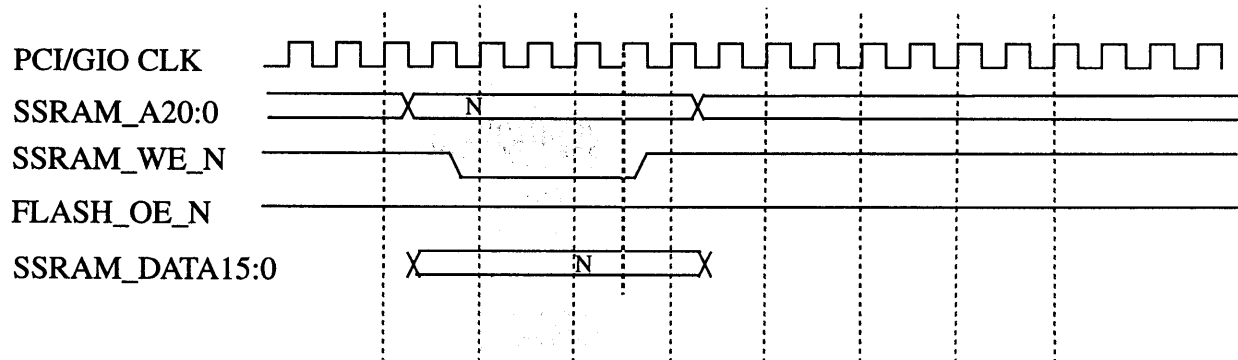 PCI/GIO CLK
SSRAM_A20:0 N
SSRAM_WE_N
FLASH_OE_N
SSRAM_DATA15:0 N